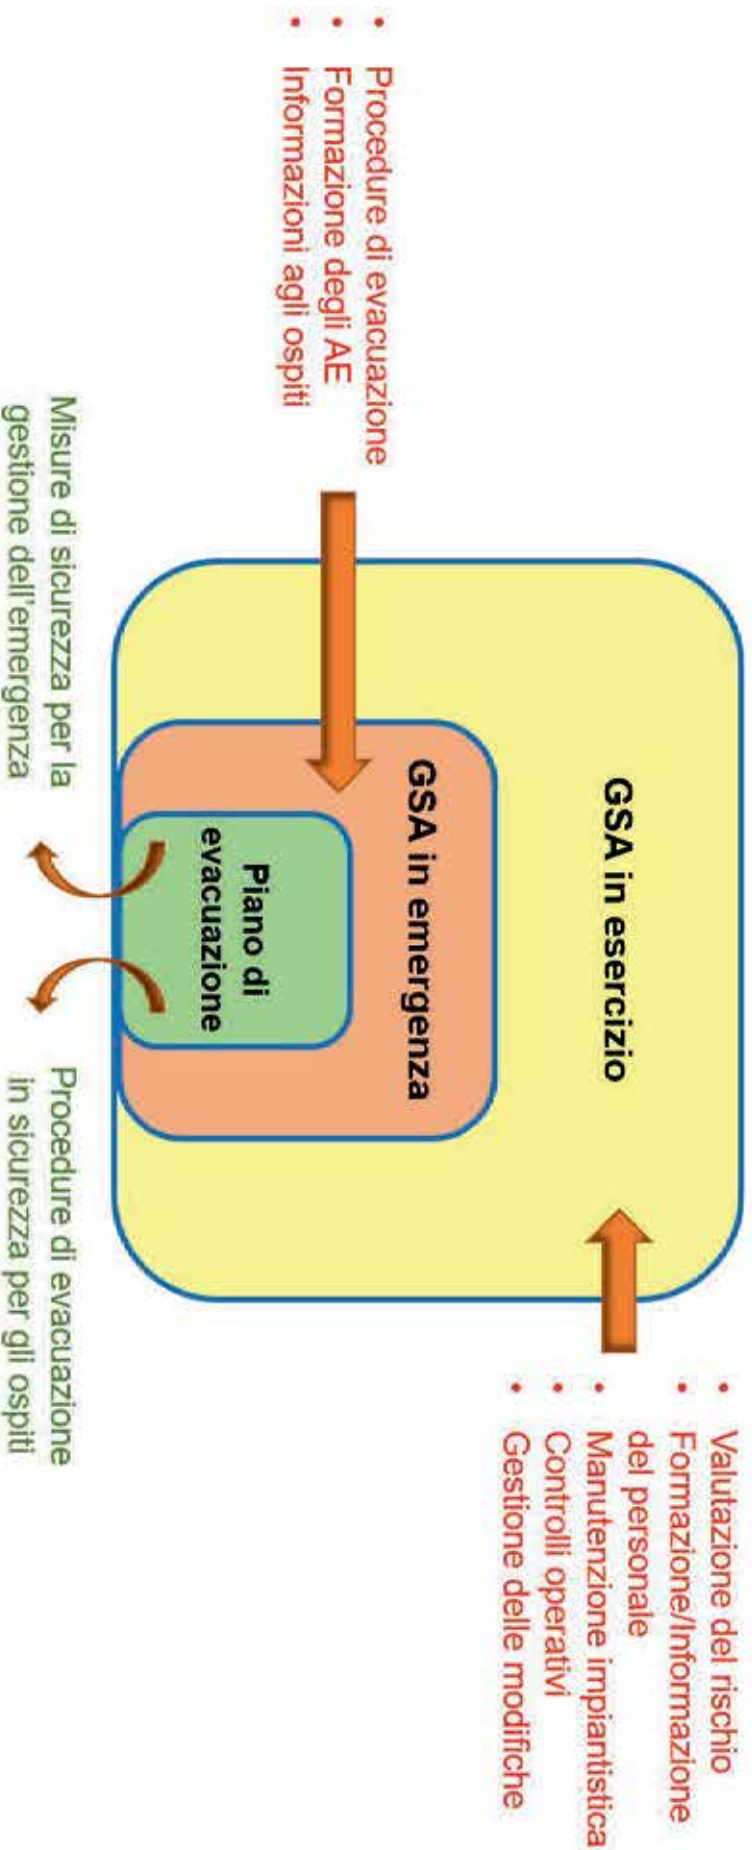 GSA in esercizio
• Valutazione del rischio
• Formazione/Informazione
del personale
• Manutenzione impiantistica
• Controlli operativi
• Gestione delle modifiche
• Procedure di evacuazione
• Formazione degli AE
• Informazioni agli ospiti
GSA in emergenza
Piano di
evacuazione
Misure di sicurezza per la
gestione dell'emergenza
Procedure di evacuazione
in sicurezza per gli ospiti